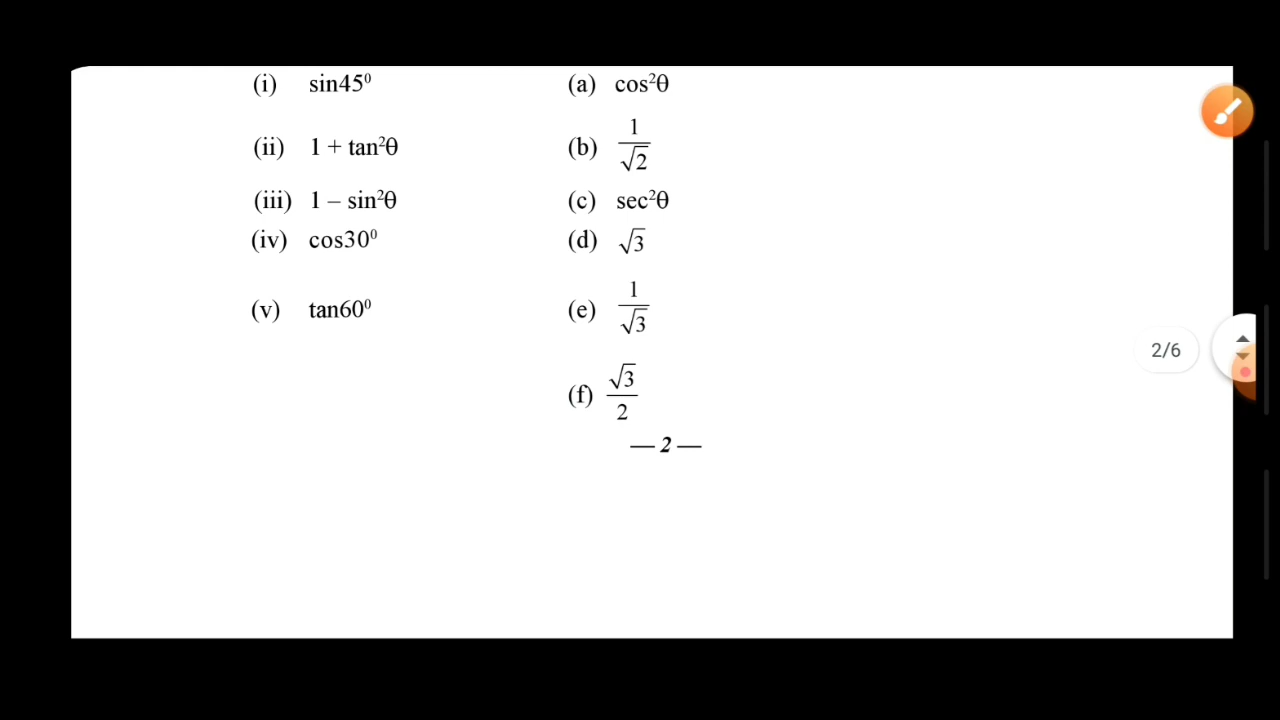 (i) sin45⁰ (a) cos²θ
(ii) 1 + tan²θ (b) 1/√2
(iii) 1 – sin²θ (c) sec²θ
(iv) cos30⁰ (d) √3
(v) tan60⁰ (e) 1/√3
2/6
(f) √3/2
— 2 —